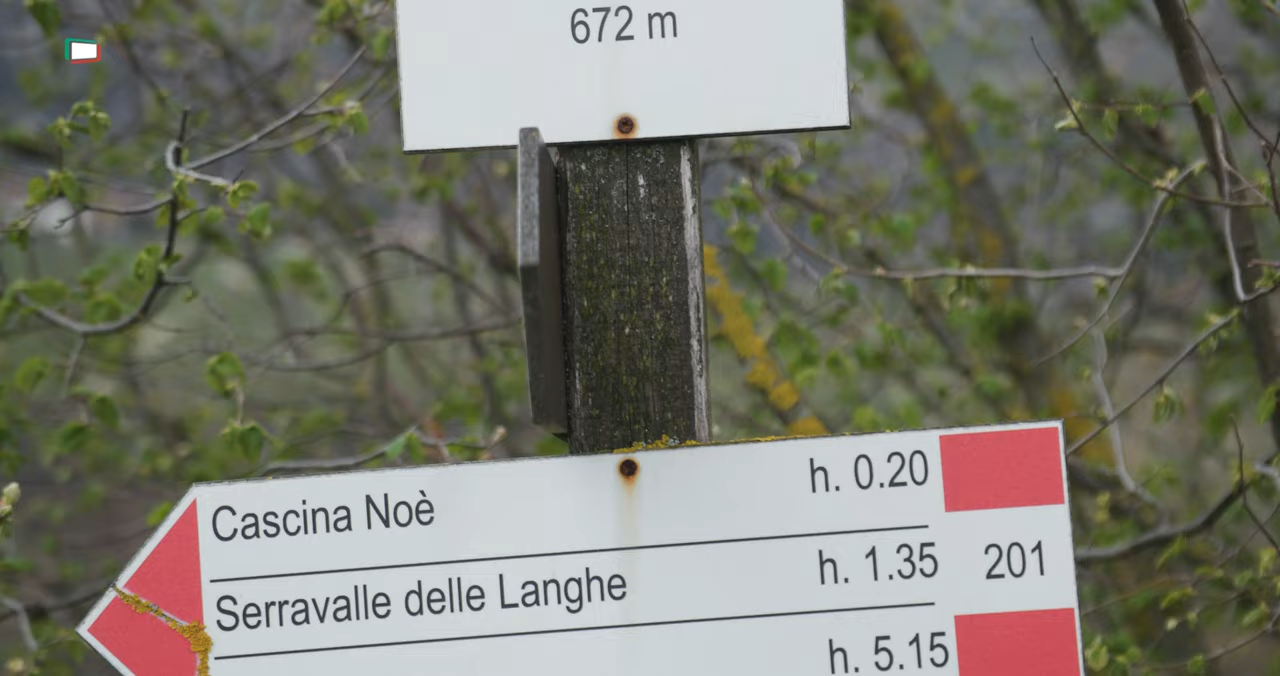 672 m
Cascina Noè h. 0.20
Serravalle delle Langhe h. 1.35 201
h. 5.15